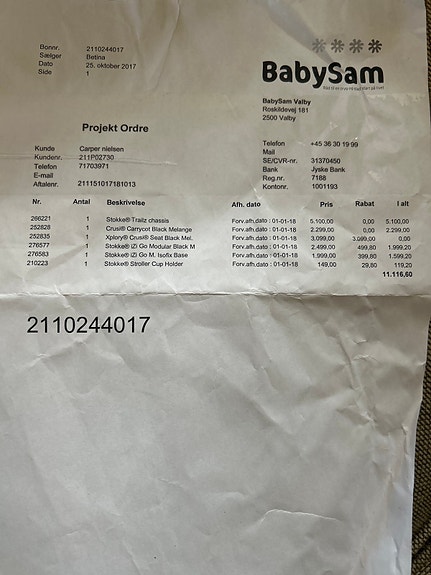 Bonnr. 2110244017
Sælger Betina
Dato 25. oktober 2017
Side 1
BabySam
BabySam Valby
Roskildevej 181
2500 Valby
Projekt Ordre
Kunde Carper nielsen
Kundenr. 211P02730
Telefon 71703971
E-mail
Aftalenr. 211151017181013
Telefon +45 36 30 19 99
Mail
SE/CVR-nr. 31370450
Bank Jyske Bank
Reg.nr. 7188
Kontonr. 1001193
Nr. Antal Beskrivelse Afh. dato Pris Rabat I alt
266221 1 Stokke® Trailz chassis Forv.afh.dato : 01-01-18 5.100,00 0,00 5.100,00
252828 1 Crusi® Carrycot Black Melange Forv.afh.dato : 01-01-18 2.299,00 0,00 2.299,00
252835 1 Xplory® Crusi® Seat Black Mel. Forv.afh.dato : 01-01-18 3.099,00 3.099,00 0,00
276577 1 Stokke® iZi Go Modular Black M Forv.afh.dato : 01-01-18 2.499,00 499,80 1.999,20
276583 1 Stokke® iZi Go M. Isofix Base Forv.afh.dato : 01-01-18 1.999,00 399,80 1.599,20
210223 1 Stokke® Stroller Cup Holder Forv.afh.dato : 01-01-18 149,00 29,80 119,20
11.116,60
2110244017